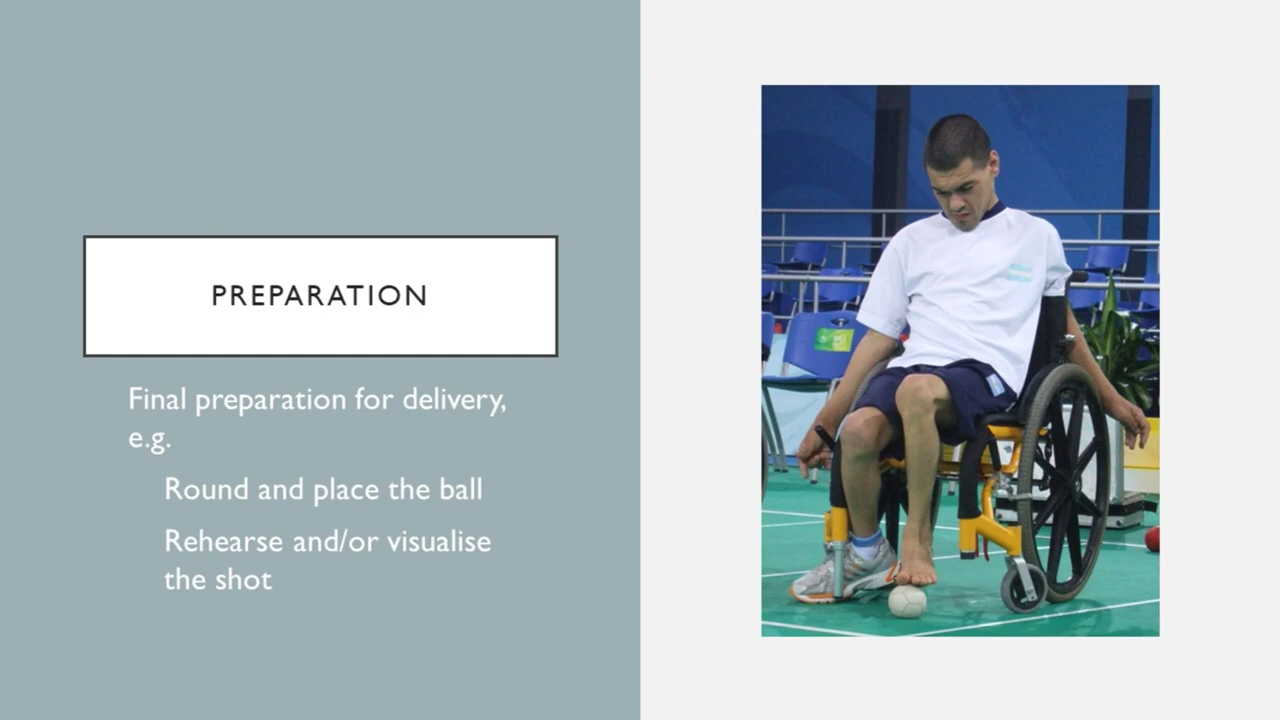 PREPARATION
Final preparation for delivery,
e.g.
Round and place the ball
Rehearse and/or visualise
the shot